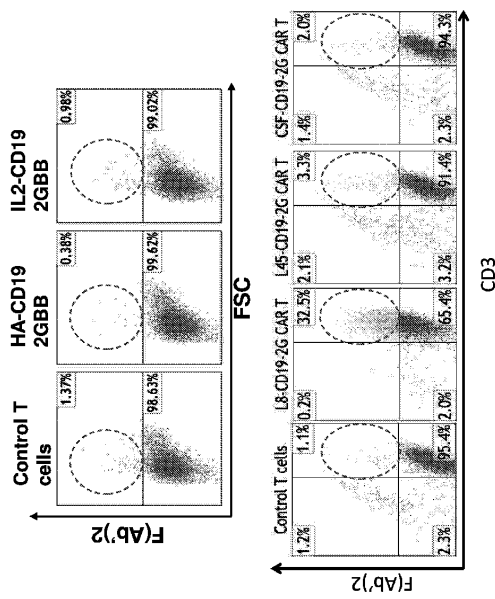 Control T
cells
HA-CD19
2GBB
IL2-CD19
2GBB
1.37%
98.63%
0.38%
99.62%
0.98%
99.02%
F(Ab')2
FSC
Control T cells
L8-CD19-2G CAR T
L45-CD19-2G CAR T
CSF-CD19-2G CAR T
1.2%
1.1%
2.3%
95.4%
0.2%
32.5%
2.0%
65.4%
2.1%
3.3%
3.2%
91.4%
1.4%
2.0%
2.3%
94.3%
F(Ab')2
CD3